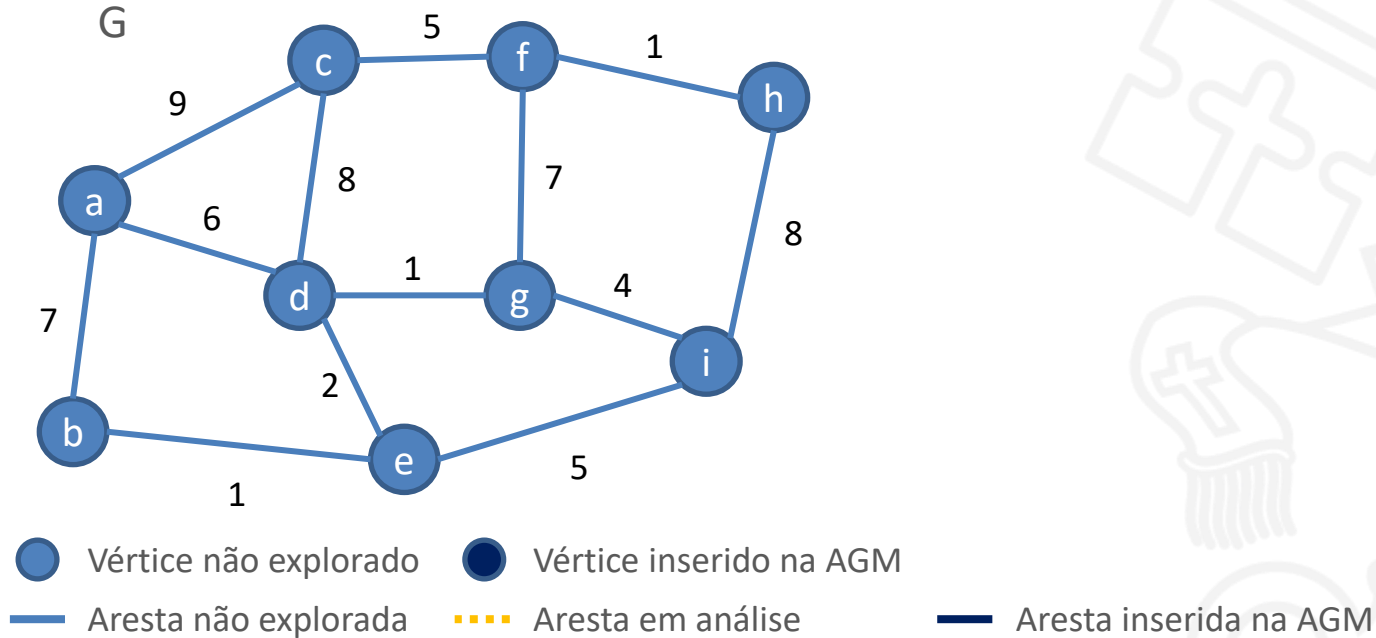 G
5
1
c
f
h
9
8
7
a
6
8
1
d
g
4
7
i
2
b
e
5
1
Vértice não explorado
Vértice inserido na AGM
Aresta não explorada
Aresta em análise
Aresta inserida na AGM